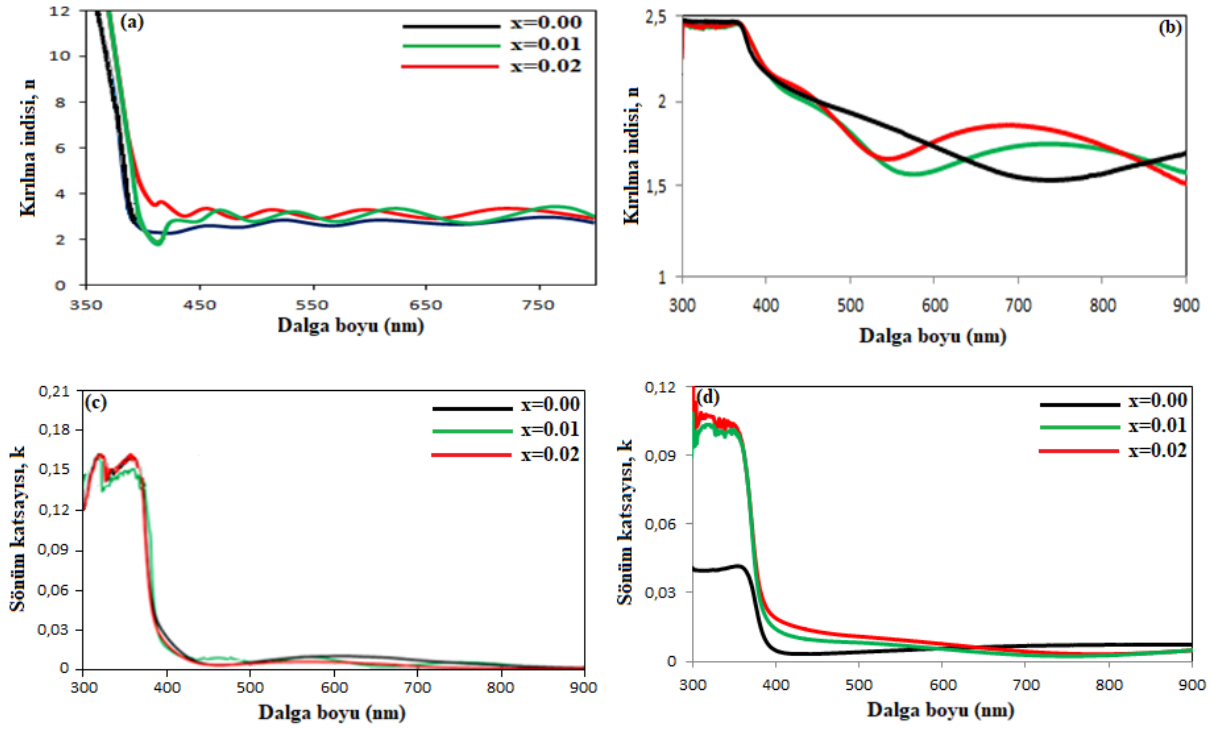 (a)
x=0.00
x=0.01
x=0.02
12
10
8
6
4
2
0
Kırılma indisi, n
350
450
550
650
750
Dalga boyu (nm)
(b)
2,5
2
1,5
1
Kırılma indisi, n
300
400
500
600
700
800
900
Dalga boyu (nm)
(c)
x=0.00
x=0.01
x=0.02
0,21
0,18
0,15
0,12
0,09
0,06
0,03
0
Sönüm katsayısı, k
300
400
500
600
700
800
900
Dalga boyu (nm)
(d)
x=0.00
x=0.01
x=0.02
0,12
0,09
0,06
0,03
0
Sönüm katsayısı, k
300
400
500
600
700
800
900
Dalga boyu (nm)